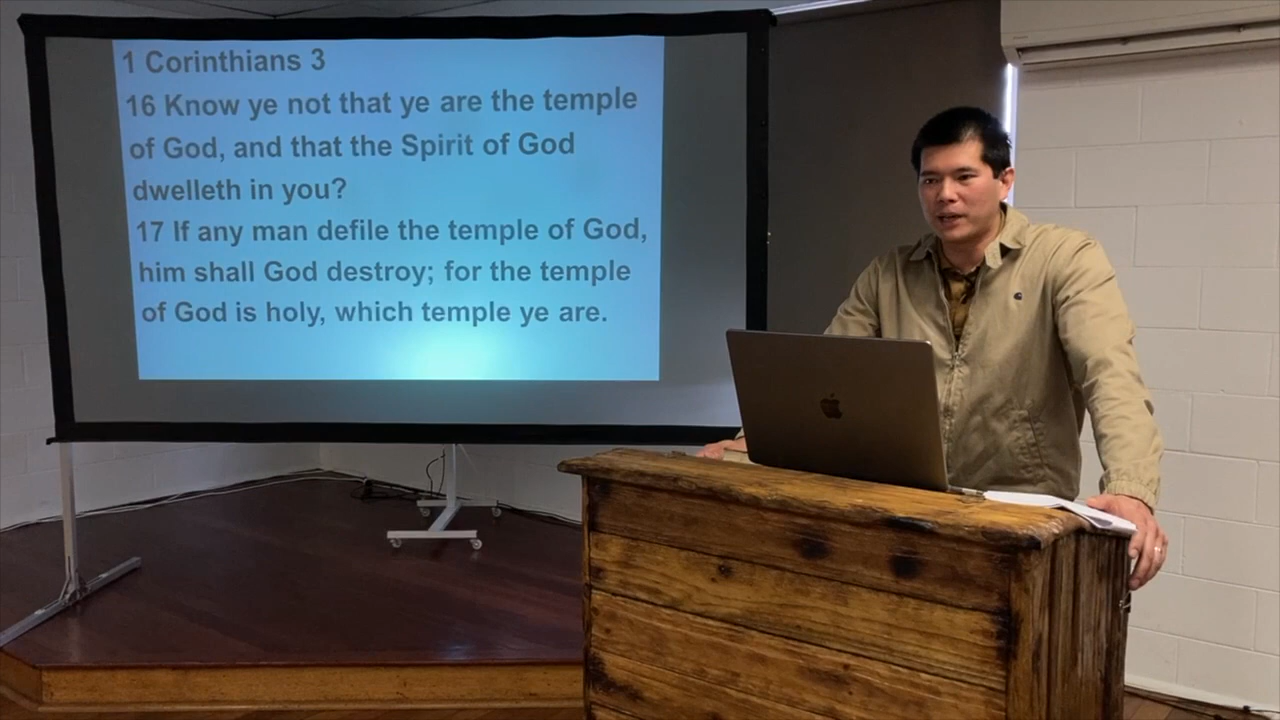 1 Corinthians 3
16 Know ye not that ye are the temple
of God, and that the Spirit of God
dwelleth in you?
17 If any man defile the temple of God,
him shall God destroy; for the temple
of God is holy, which temple ye are.